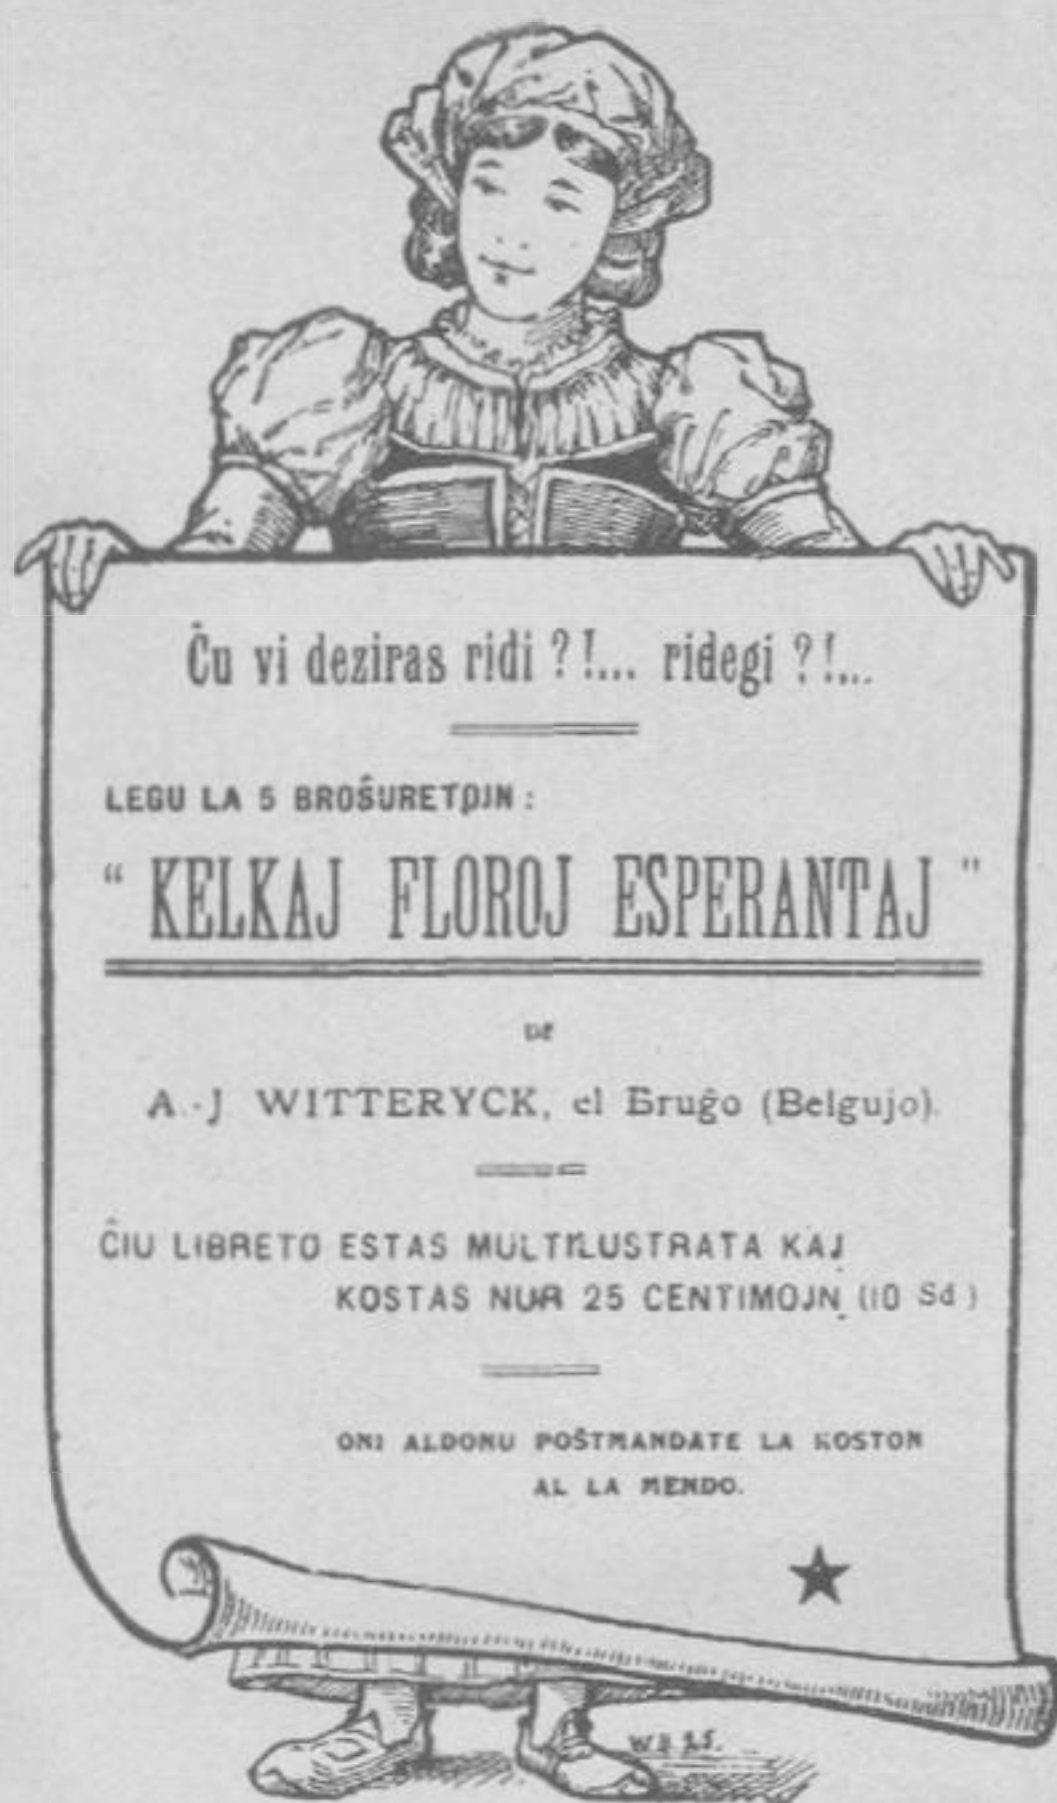 Ĉu vi deziras ridi ?!... ridegi ?!...
LEGU LA 5 BROŜURETOJN :
“ KELKAJ FLOROJ ESPERANTAJ ”
DE
A.-J WITTERYCK, el Bruĝo (Belgujo).
ĈIU LIBRETO ESTAS MULTILUSTRATA KAJ
KOSTAS NUR 25 CENTIMOJN (10 Sd )
ONI ALDONU POŜTMANDATE LA KOSTON
AL LA MENDO.